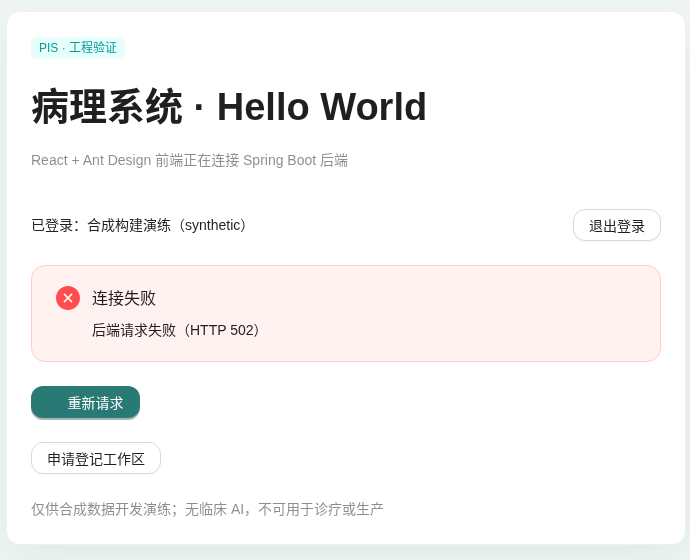 PIS · 工程验证
病理系统 · Hello World
React + Ant Design 前端正在连接 Spring Boot 后端
已登录：合成构建演练（synthetic）
退出登录
连接失败
后端请求失败（HTTP 502）
重新请求
申请登记工作区
仅供合成数据开发演练；无临床 AI，不可用于诊疗或生产